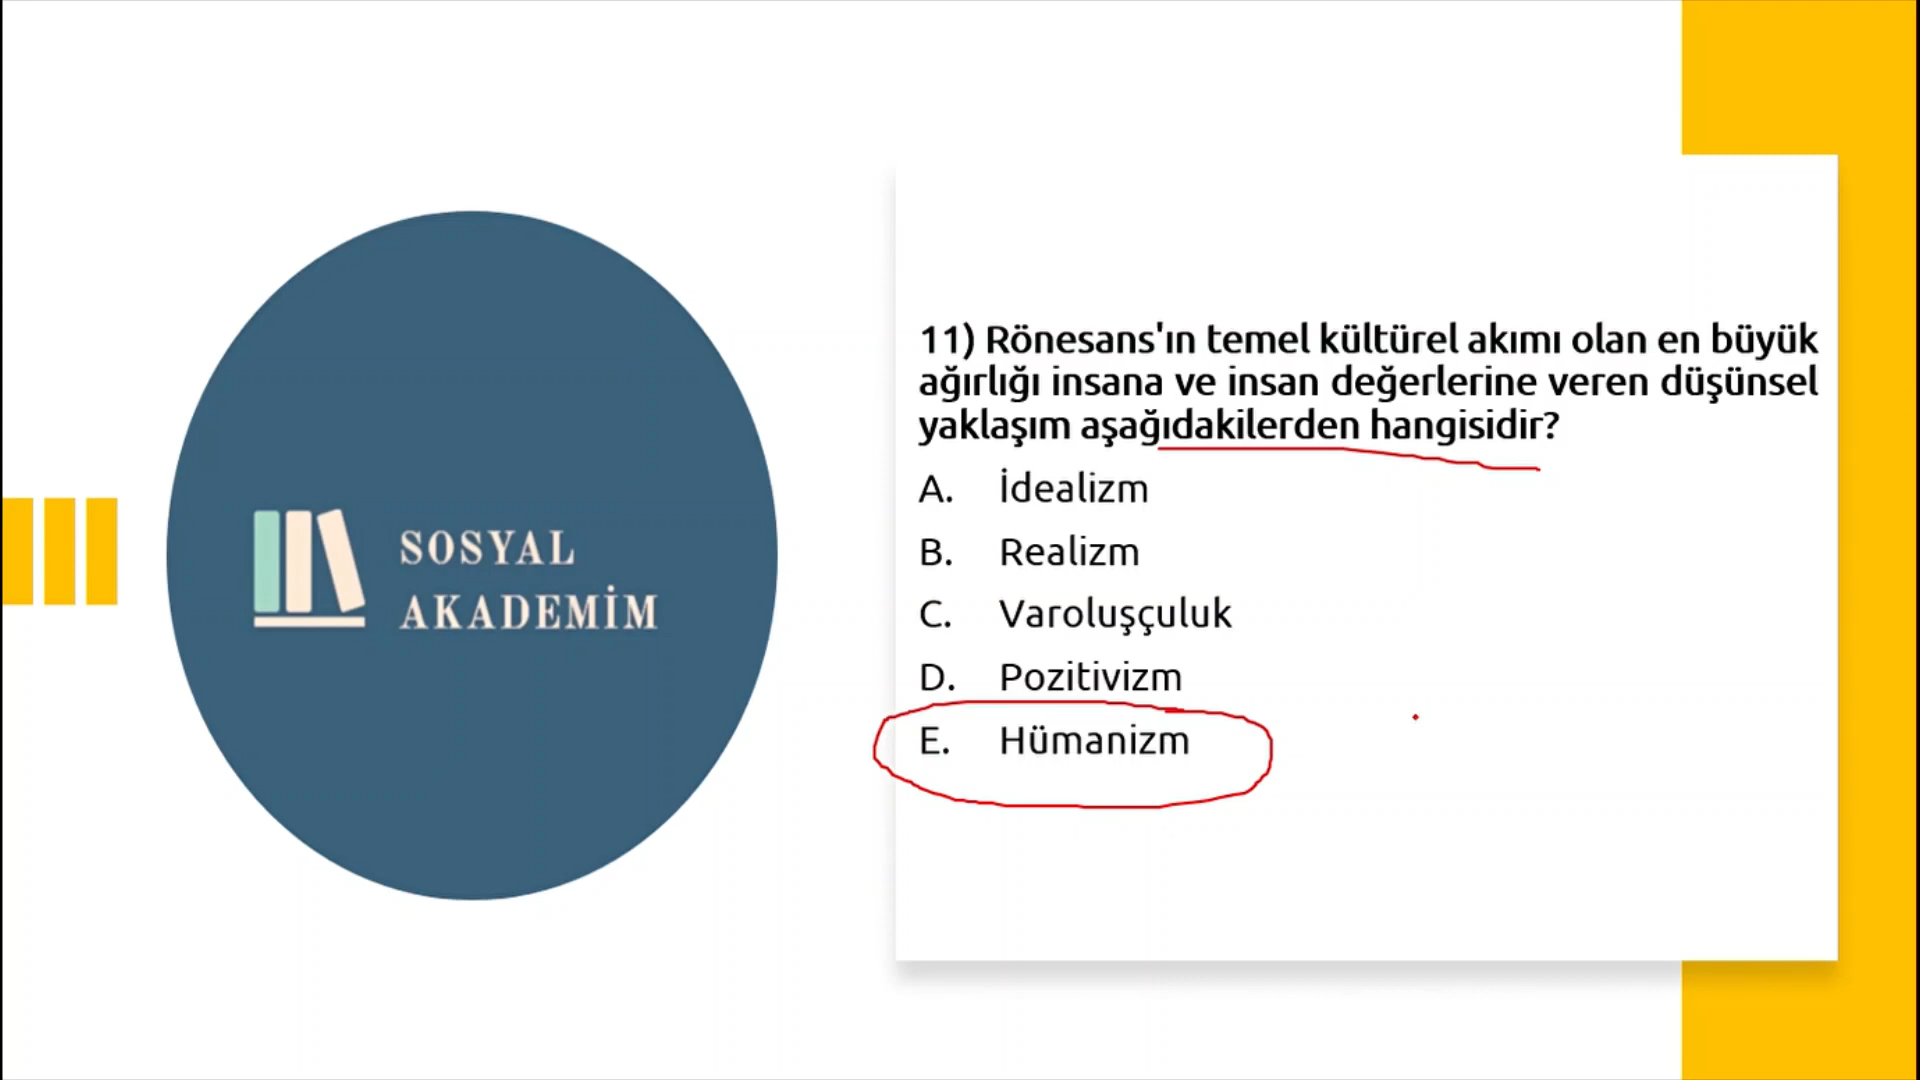 SOSYAL
AKADEMİM
11) Rönesans'ın temel kültürel akımı olan en büyük
ağırlığı insana ve insan değerlerine veren düşünsel
yaklaşım aşağıdakilerden hangisidir?
A. İdealizm
B. Realizm
C. Varoluşçuluk
D. Pozitivizm
E. Hümanizm